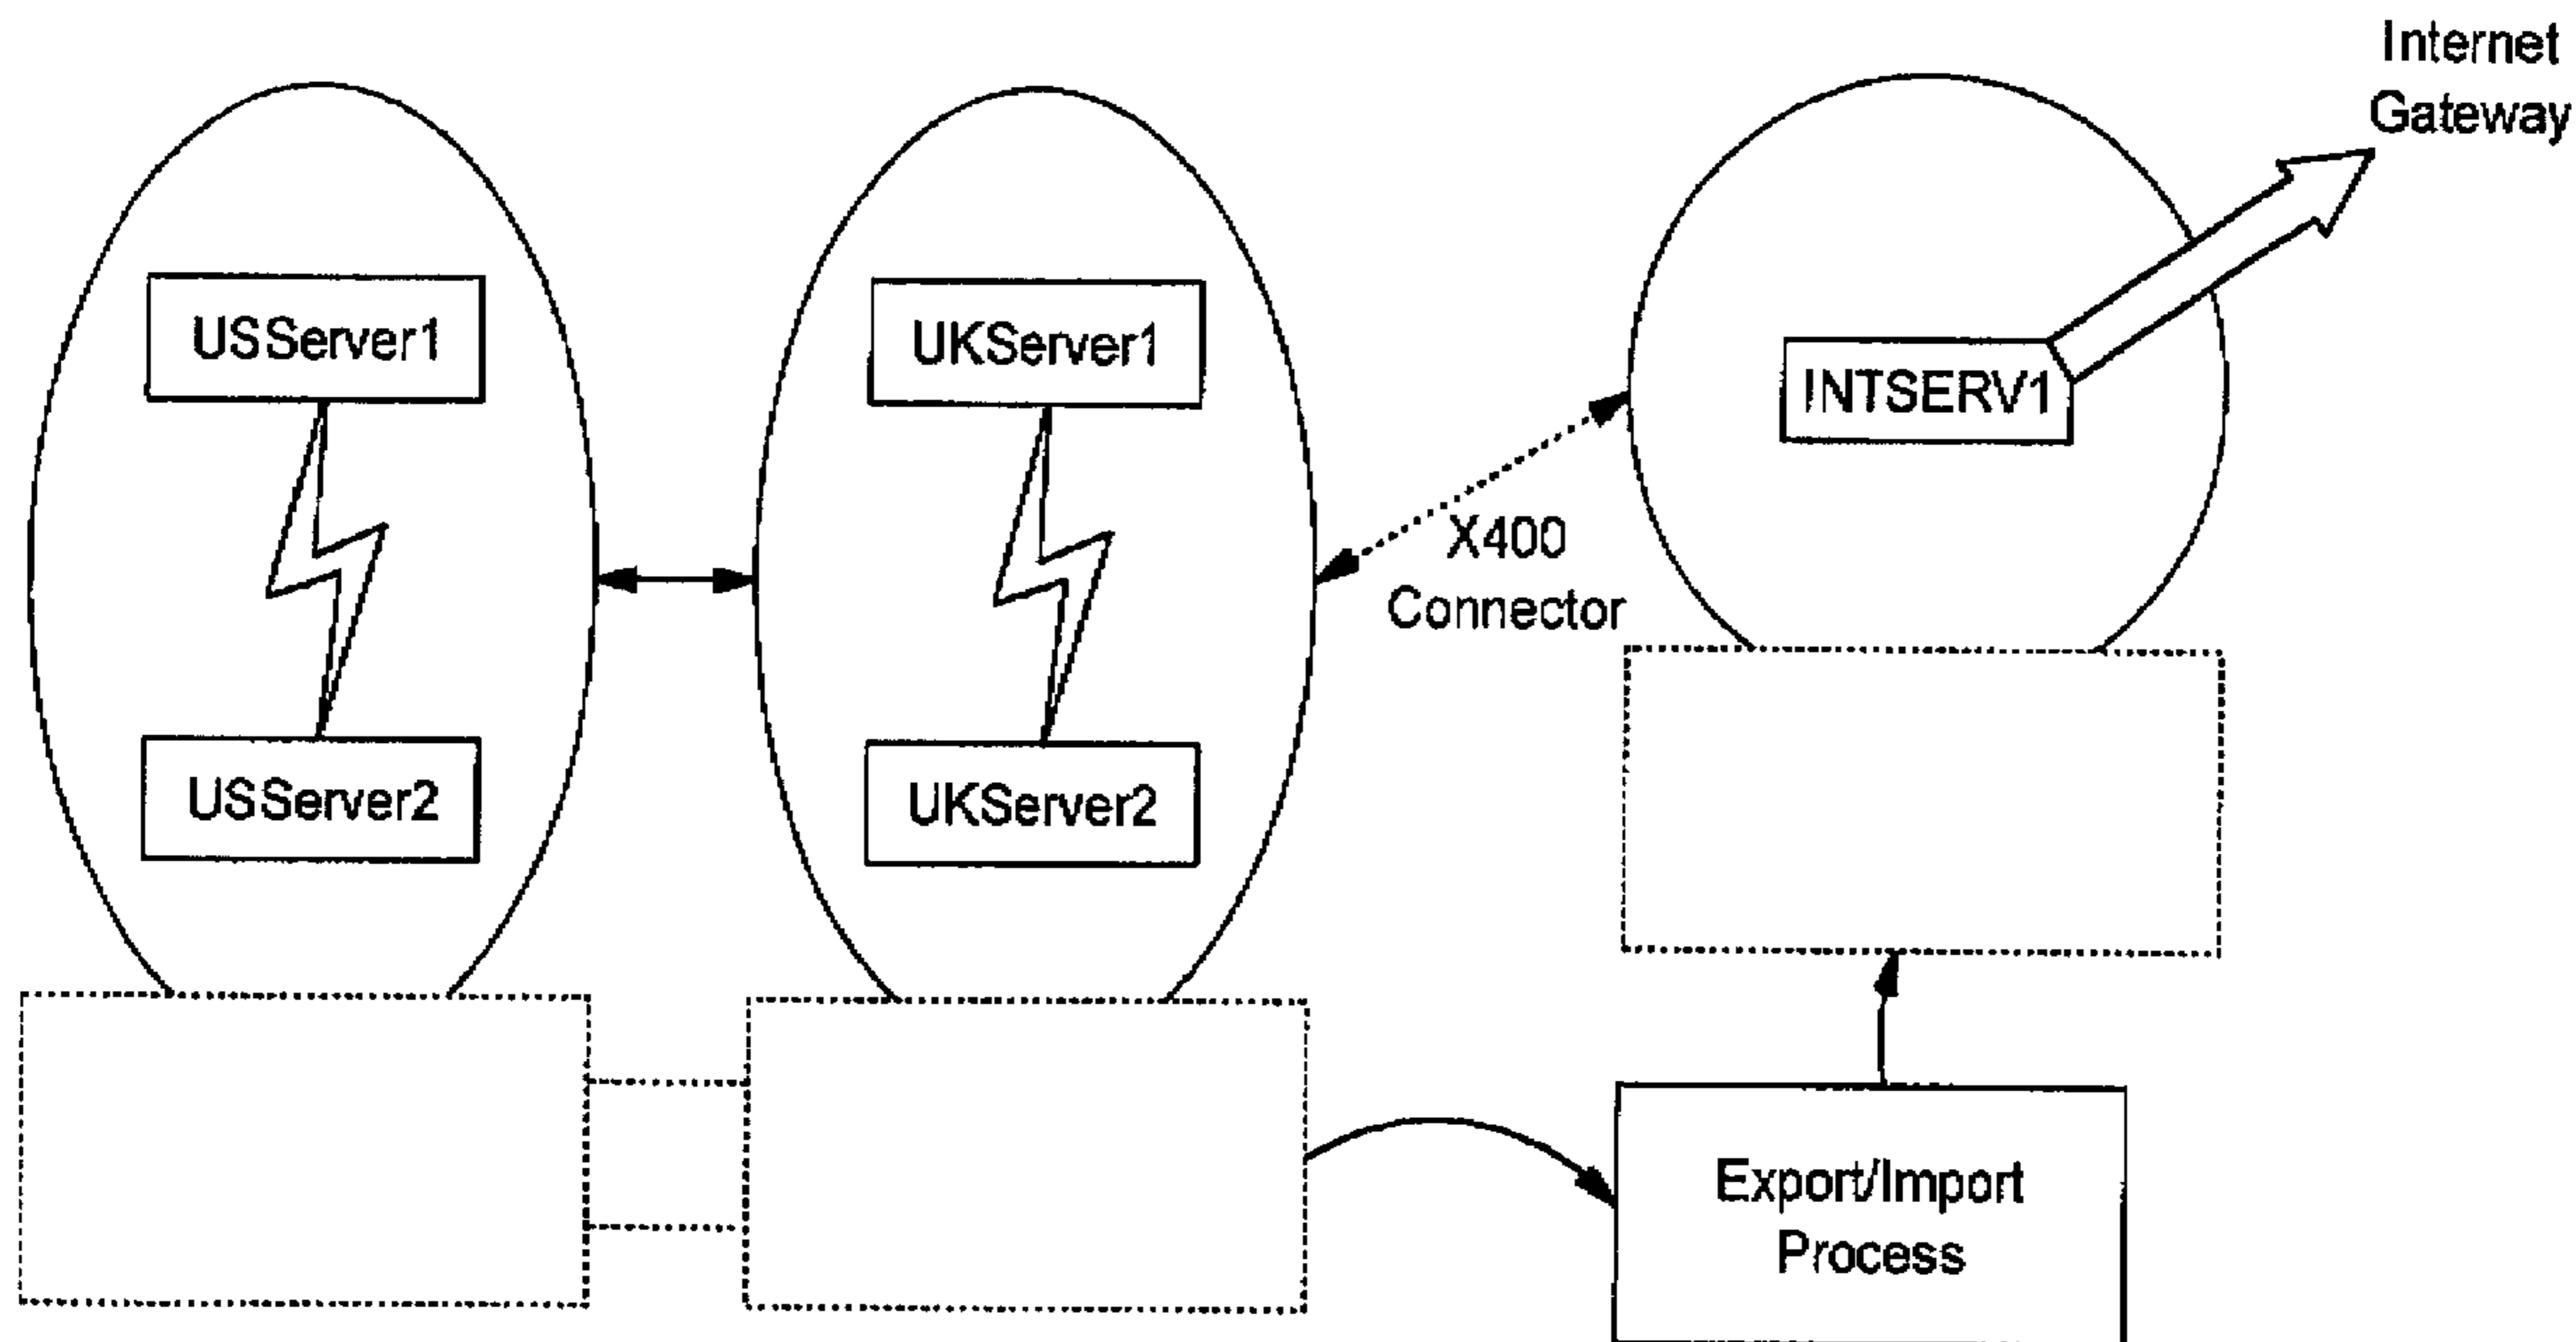 Internet
Gateway
USServer1
UKServer1
INTSERV1
X400
Connector
USServer2
UKServer2
Export/Import
Process